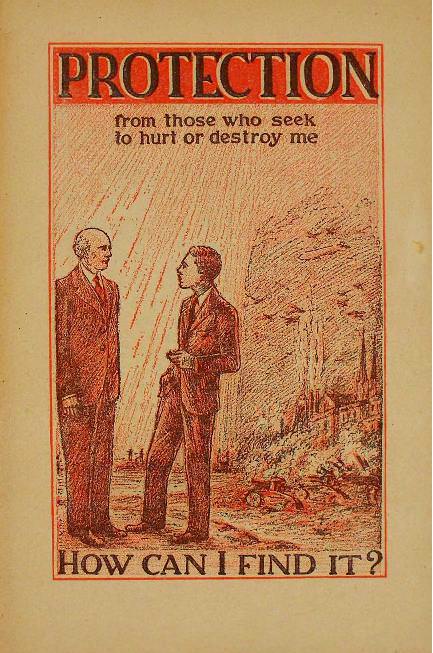 PROTECTION
from those who seek
to hurt or destroy me
HOW CAN I FIND IT?